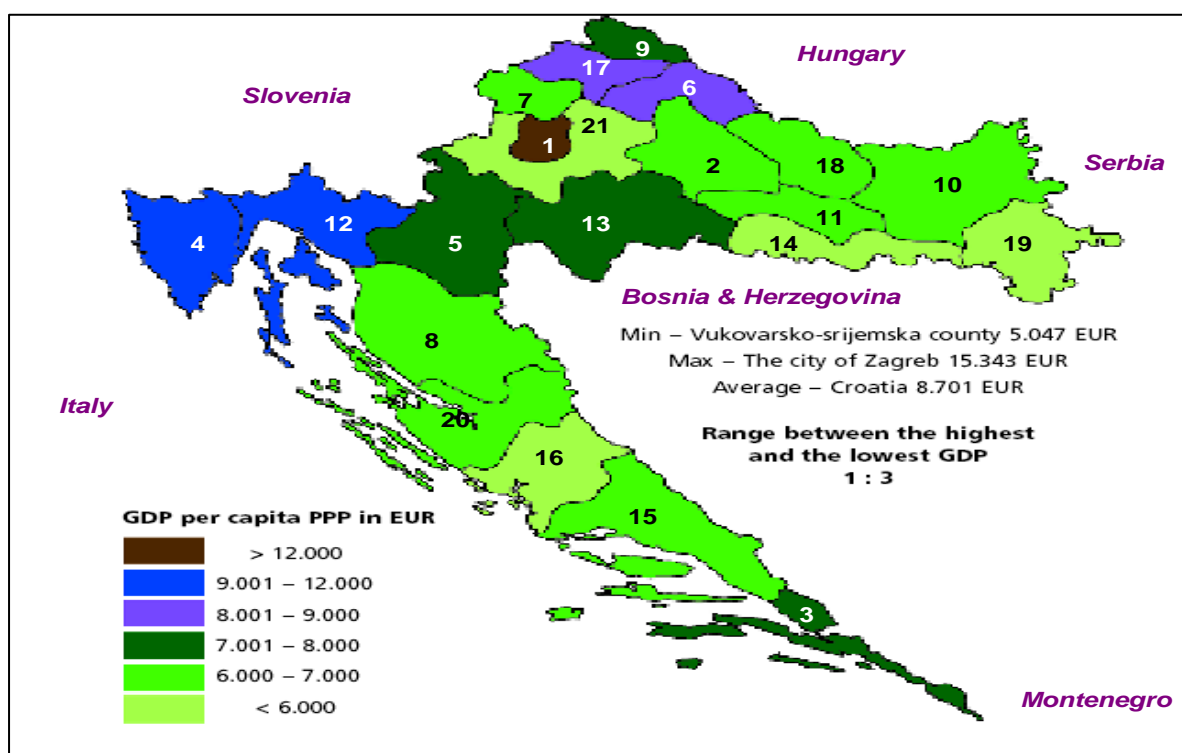 Hungary
9
17
Slovenia
6
7
21
1
Serbia
2
18
10
12
11
4
5
13
14
19
Bosnia & Herzegovina
Min – Vukovarsko-srijemska county 5.047 EUR
8
Max – The city of Zagreb 15.343 EUR
Average – Croatia 8.701 EUR
Italy
20
Range between the highest
and the lowest GDP
1 : 3
16
15
GDP per capita PPP in EUR
> 12.000
9.001 – 12.000
8.001 – 9.000
7.001 – 8.000
6.000 – 7.000
< 6.000
3
Montenegro